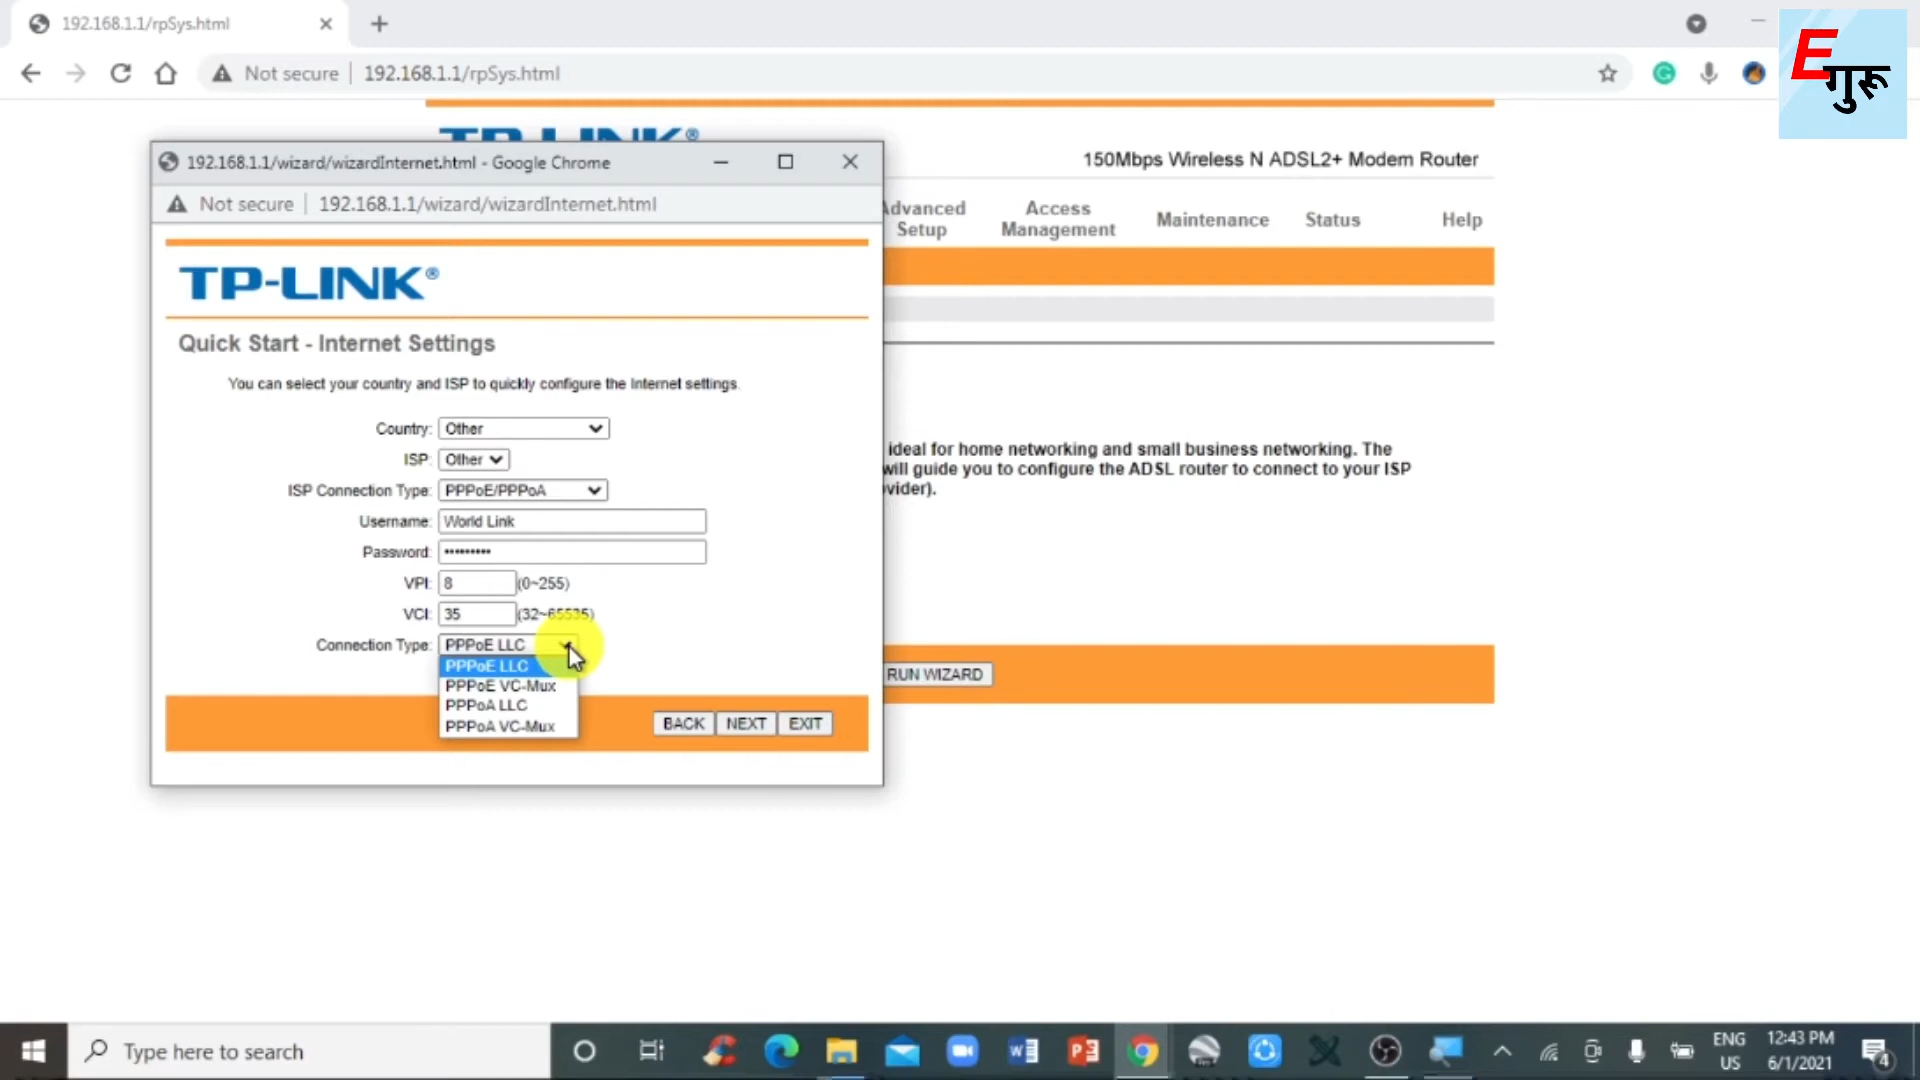 192.168.1.1/rpSys.html
Not secure | 192.168.1.1/rpSys.html
E
गुरू
TP-LINK®
150Mbps Wireless N ADSL2+ Modem Router
Advanced Setup
Access Management
Maintenance
Status
Help
192.168.1.1/wizard/wizardInternet.html - Google Chrome
Not secure | 192.168.1.1/wizard/wizardInternet.html
TP-LINK®
Quick Start - Internet Settings
You can select your country and ISP to quickly configure the Internet settings.
Country: Other
ISP: Other
ISP Connection Type: PPPoE/PPPoA
Username: World Link
Password: •••••••••
VPI: 8 (0~255)
VCI: 35 (32~65535)
Connection Type: PPPoE LLC
PPPoE LLC
PPPoE VC-Mux
PPPoA LLC
PPPoA VC-Mux
BACK NEXT EXIT
ideal for home networking and small business networking. The
will guide you to configure the ADSL router to connect to your ISP
vider).
RUN WIZARD
Type here to search
ENG
US
12:43 PM
6/1/2021
4